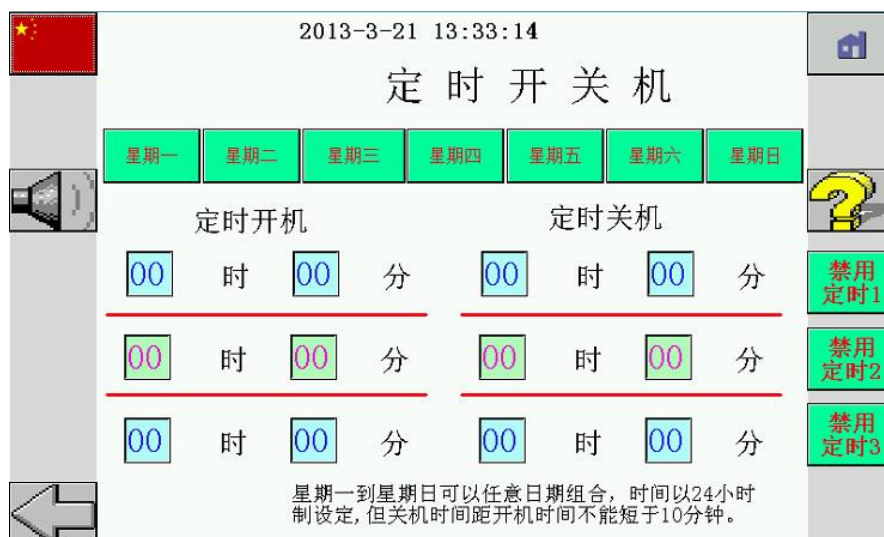 2013-3-21 13:33:14
定时开关机
星期一 星期二 星期三 星期四 星期五 星期六 星期日
定时开机 定时关机
00 时 00 分 00 时 00 分
禁用
定时1
00 时 00 分 00 时 00 分
禁用
定时2
00 时 00 分 00 时 00 分
禁用
定时3
星期一到星期日可以任意日期组合，时间以24小时
制设定,但关机时间距开机时间不能短于10分钟。